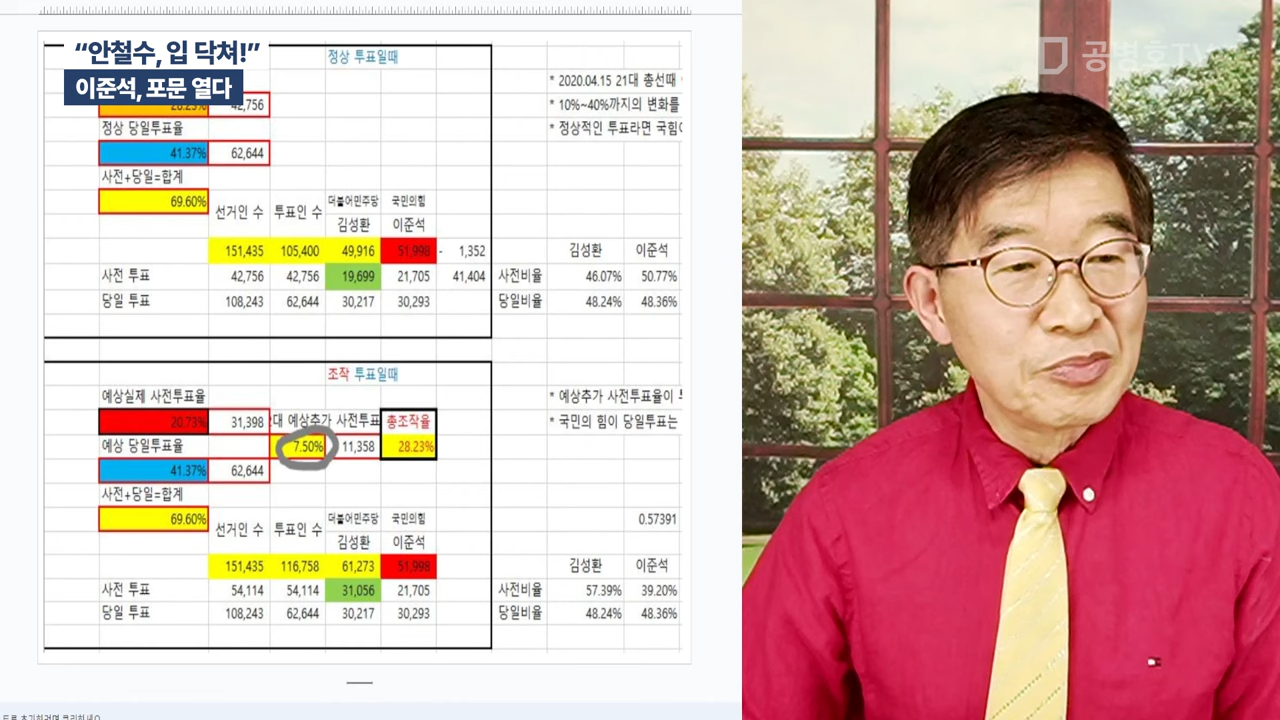 “안철수, 입 닥쳐!”
이준석, 포문 열다
공병호TV
정상 투표일때
42,756
정상 당일투표율
41.37% 62,644
사전+당일=합계
69.60%
선거인 수 투표인 수 더불어민주당 국민의힘
김성환 이준석
151,435 105,400 49,916 51,998 - 1,352
사전 투표 42,756 42,756 19,699 21,705 41,404
당일 투표 108,243 62,644 30,217 30,293
* 2020.04.15 21대 총선때
* 10%~40%까지의 변화를
* 정상적인 투표라면 국힘
김성환 이준석
사전비율 46.07% 50.77%
당일비율 48.24% 48.36%
조작 투표일때
예상실제 사전투표율
20.73% 31,398 대 예상추가 사전투표 총조작율
예상 당일투표율 7.50% 11,358 28.23%
41.37% 62,644
사전+당일=합계
69.60%
선거인 수 투표인 수 더불어민주당 국민의힘
김성환 이준석
151,435 116,758 61,273 51,998
사전 투표 54,114 54,114 31,056 21,705
당일 투표 108,243 62,644 30,217 30,293
* 예상추가 사전투표율이
* 국민의 힘이 당일투표는
0.57391
김성환 이준석
사전비율 57.39% 39.20%
당일비율 48.24% 48.36%